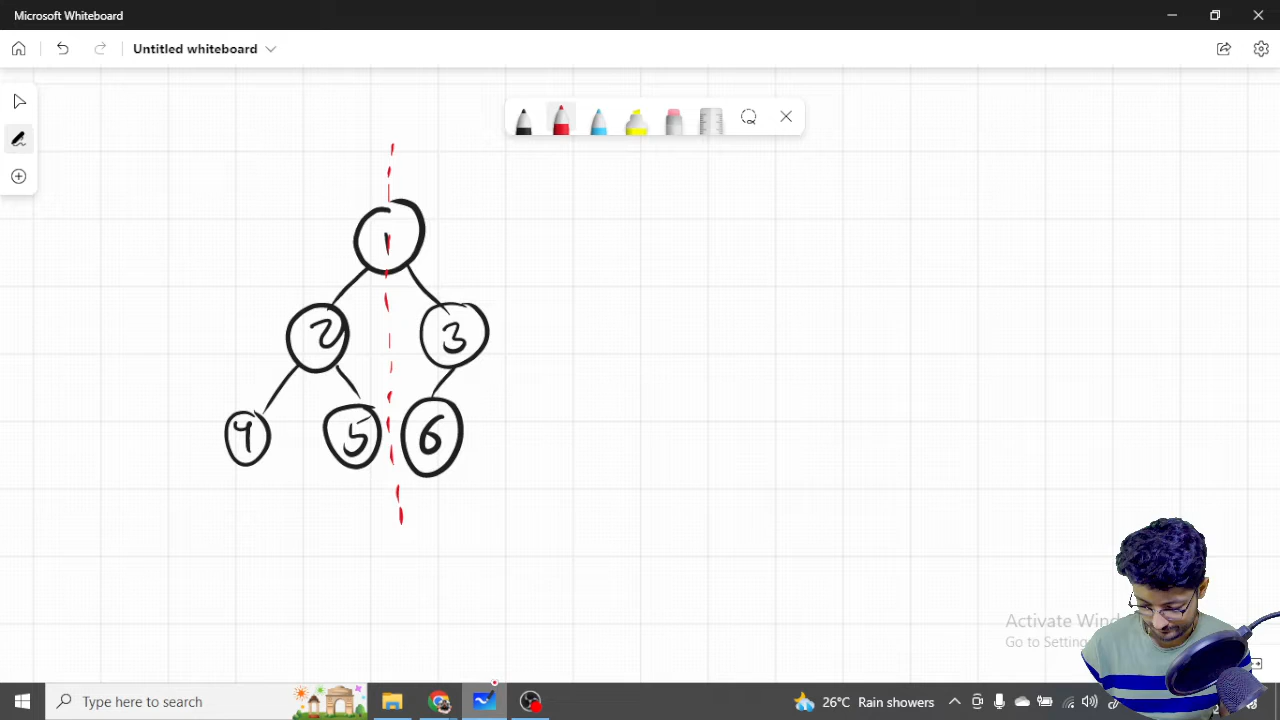 Microsoft Whiteboard
Untitled whiteboard
1
2 3
4 5 6
Activate Wind
Go to Setting
Type here to search
26°C Rain showers